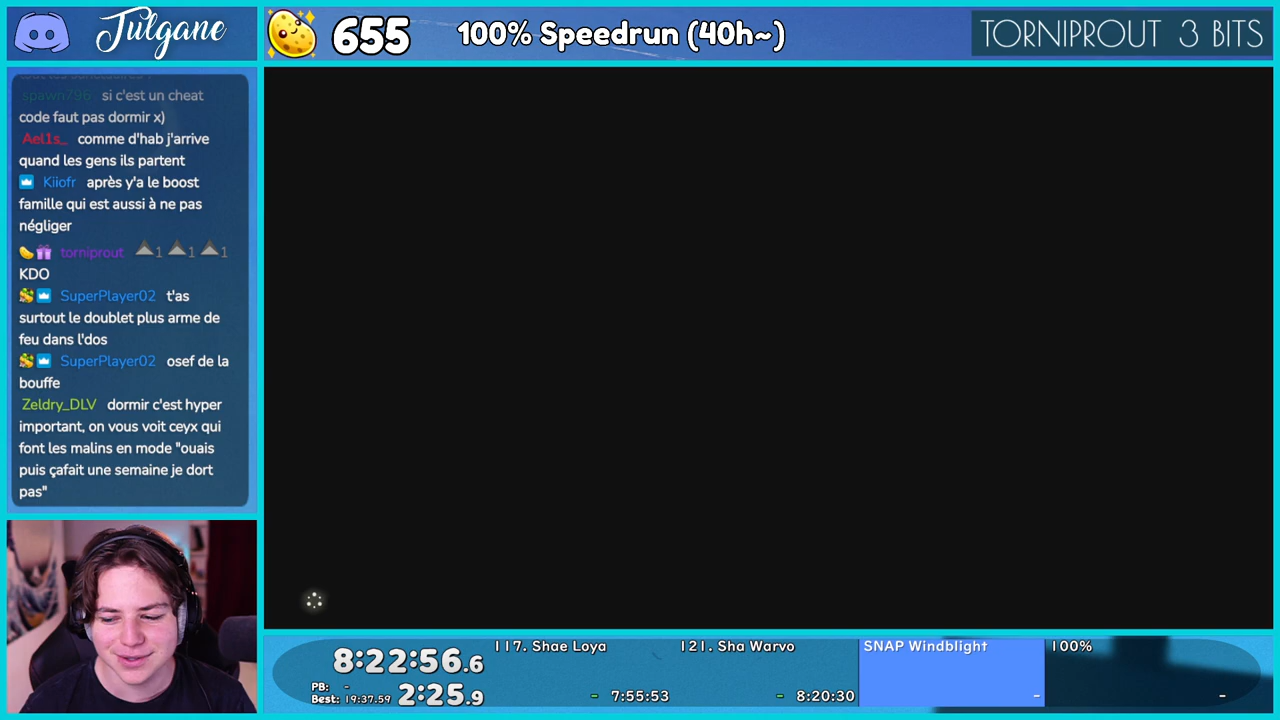 Julgane
655
100% Speedrun (40h~)
TORNIPROUT 3 BITS
spawn796 si c'est un cheat
code faut pas dormir x)
Ael1s_ comme d'hab j'arrive
quand les gens ils partent
Kiiofr après y'a le boost
famille qui est aussi à ne pas
négliger
torniprout 1 1 1
KDO
SuperPlayer02 t'as
surtout le doublet plus arme de
feu dans l'dos
SuperPlayer02 osef de la
bouffe
Zeldry_DLV dormir c'est hyper
important, on vous voit ceyx qui
font les malins en mode "ouais
puis çafait une semaine je dort
pas"
8:22:56.6
PB: -
Best: 19:37.59
2:25.9
117. Shae Loya
- 7:55:53
121. Sha Warvo
- 8:20:30
SNAP Windblight
-
100%
-